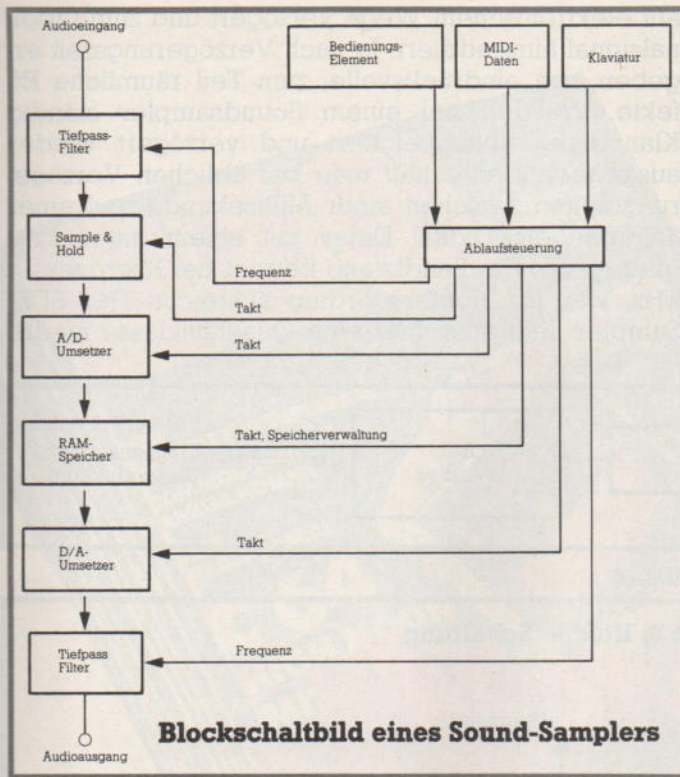 Audioeingang
Bedienungs-
Element
MIDI-
Daten
Klaviatur
Tiefpass-
Filter
Sample &
Hold
Ablaufsteuerung
Frequenz
Takt
A/D-
Umsetzer
Takt
RAM-
Speicher
Takt, Speicherverwaltung
D/A-
Umsetzer
Takt
Tiefpass
Filter
Frequenz
Audioausgang
Blockschaltbild eines Sound-Samplers